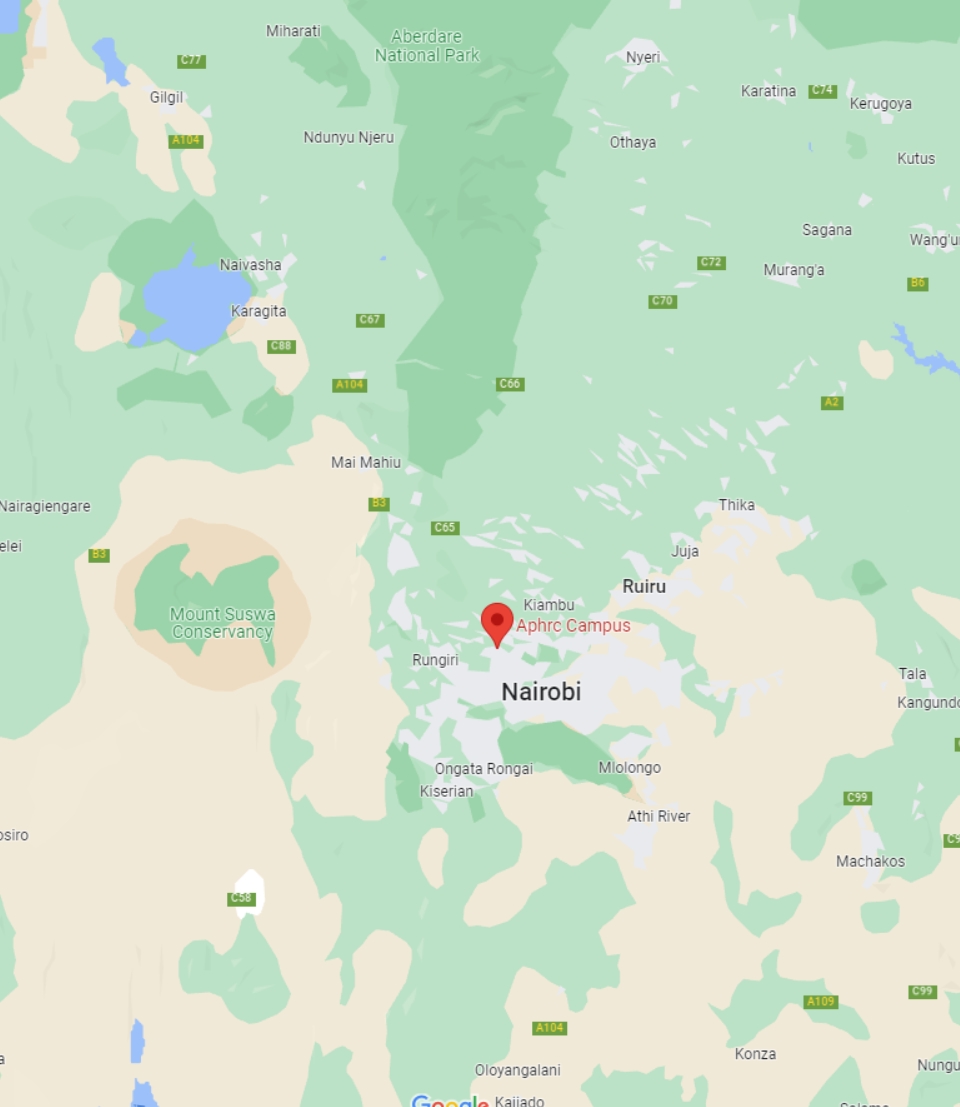 Miharati
Aberdare
National Park
Nyeri
C77
Karatina
C74
Gilgil
Kerugoya
Ndunyu Njeru
A104
Othaya
Kutus
Sagana
Wang'u
Naivasha
C72
Murang'a
B6
C70
Karagita
C67
C88
A104
C66
A2
Mai Mahiu
B3
Thika
Nairagiengare
C65
elei
B3
Juja
Ruiru
Kiambu
Mount Suswa
Conservancy
Aphrc Campus
Rungiri
Tala
Nairobi
Kangundo
Ongata Rongai
Mlolongo
Kiserian
C99
Athi River
osiro
Machakos
C58
C99
A109
A104
Konza
Nungu
Oloyangalani
Google
Kajiado